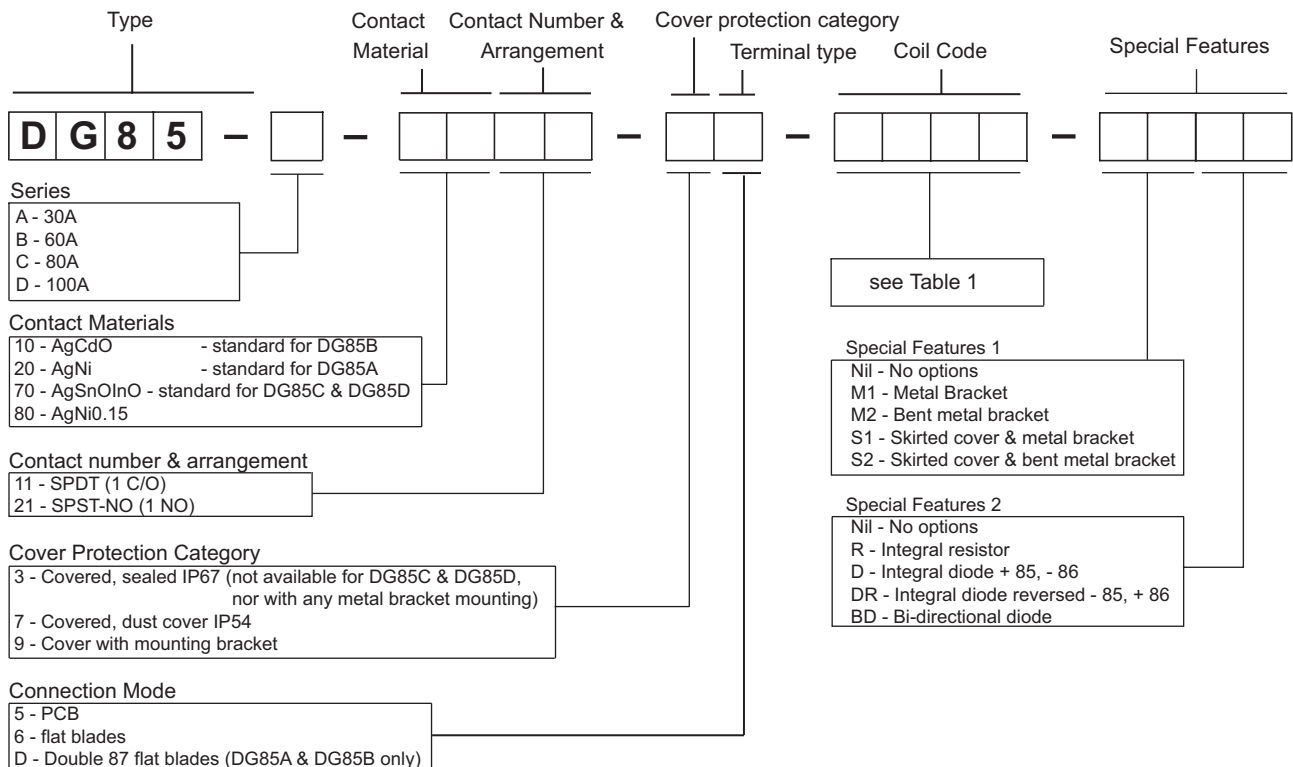 Type
Contact Material
Contact Number & Arrangement
Cover protection category
Terminal type
Coil Code
Special Features
D G 8 5 – – – – –
Series
A - 30A
B - 60A
C - 80A
D - 100A
see Table 1
Contact Materials
10 - AgCdO - standard for DG85B
20 - AgNi - standard for DG85A
70 - AgSnOInO - standard for DG85C & DG85D
80 - AgNi0.15
Special Features 1
Nil - No options
M1 - Metal Bracket
M2 - Bent metal bracket
S1 - Skirted cover & metal bracket
S2 - Skirted cover & bent metal bracket
Contact number & arrangement
11 - SPDT (1 C/O)
21 - SPST-NO (1 NO)
Special Features 2
Nil - No options
R - Integral resistor
D - Integral diode + 85, - 86
DR - Integral diode reversed - 85, + 86
BD - Bi-directional diode
Cover Protection Category
3 - Covered, sealed IP67 (not available for DG85C & DG85D,
nor with any metal bracket mounting)
7 - Covered, dust cover IP54
9 - Cover with mounting bracket
Connection Mode
5 - PCB
6 - flat blades
D - Double 87 flat blades (DG85A & DG85B only)